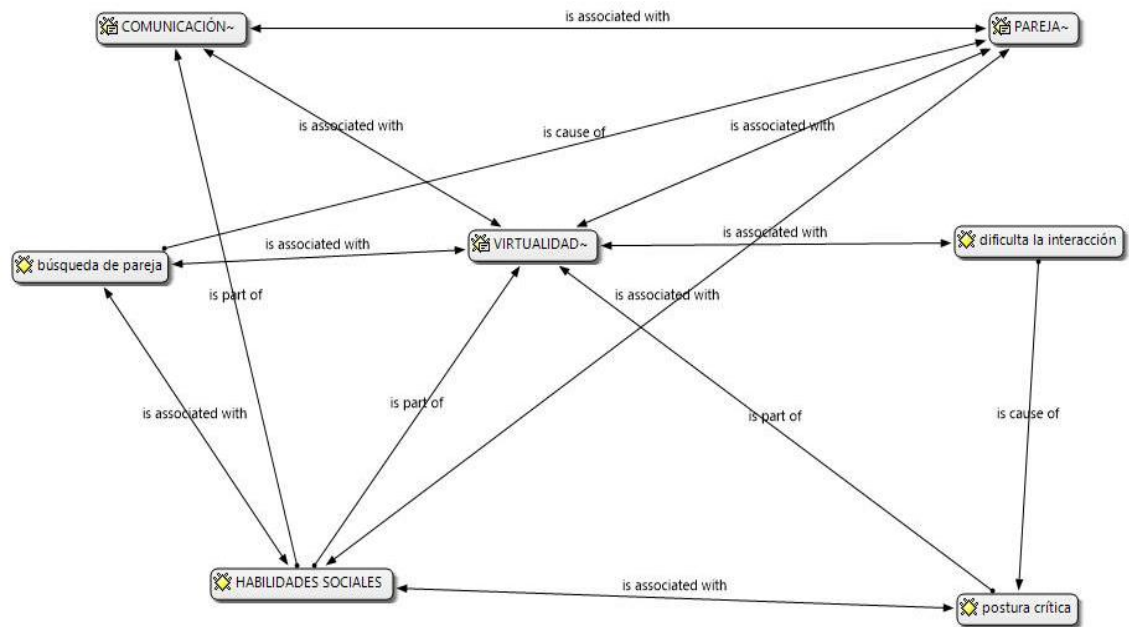 is associated with
COMUNICACIÓN~
PAREJA~
is associated with
is cause of
is associated with
búsqueda de pareja
is associated with
VIRTUALIDAD~
is associated with
dificulta la interacción
is part of
is associated with
is associated with
is part of
is part of
is cause of
HABILIDADES SOCIALES
is associated with
postura crítica